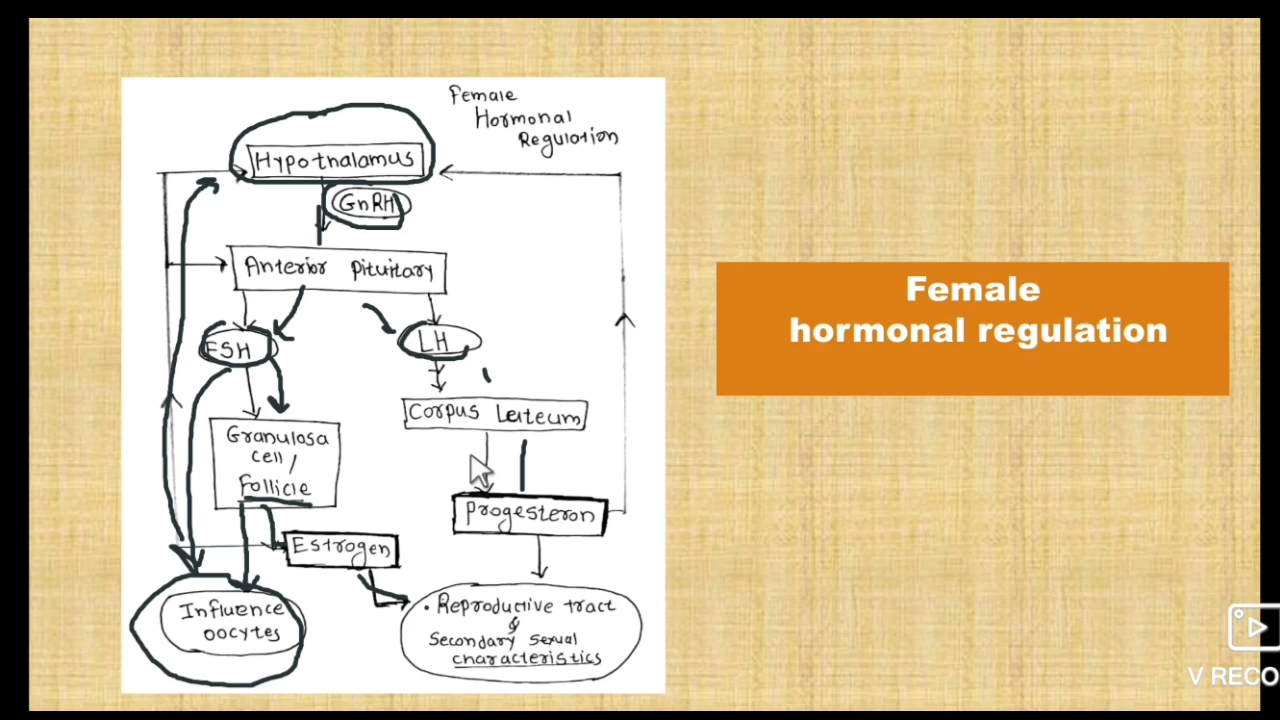 Female
Hormonal
Regulation
Hypothalamus
GnRH
Anterior Pituitary
FSH
LH
Corpus Leuteum
Granulosa
cell/
follicle
Progesteron
Estrogen
Influence
oocytes
• Reproductive tract
&
Secondary sexual
characteristics
Female
hormonal regulation
V RECO